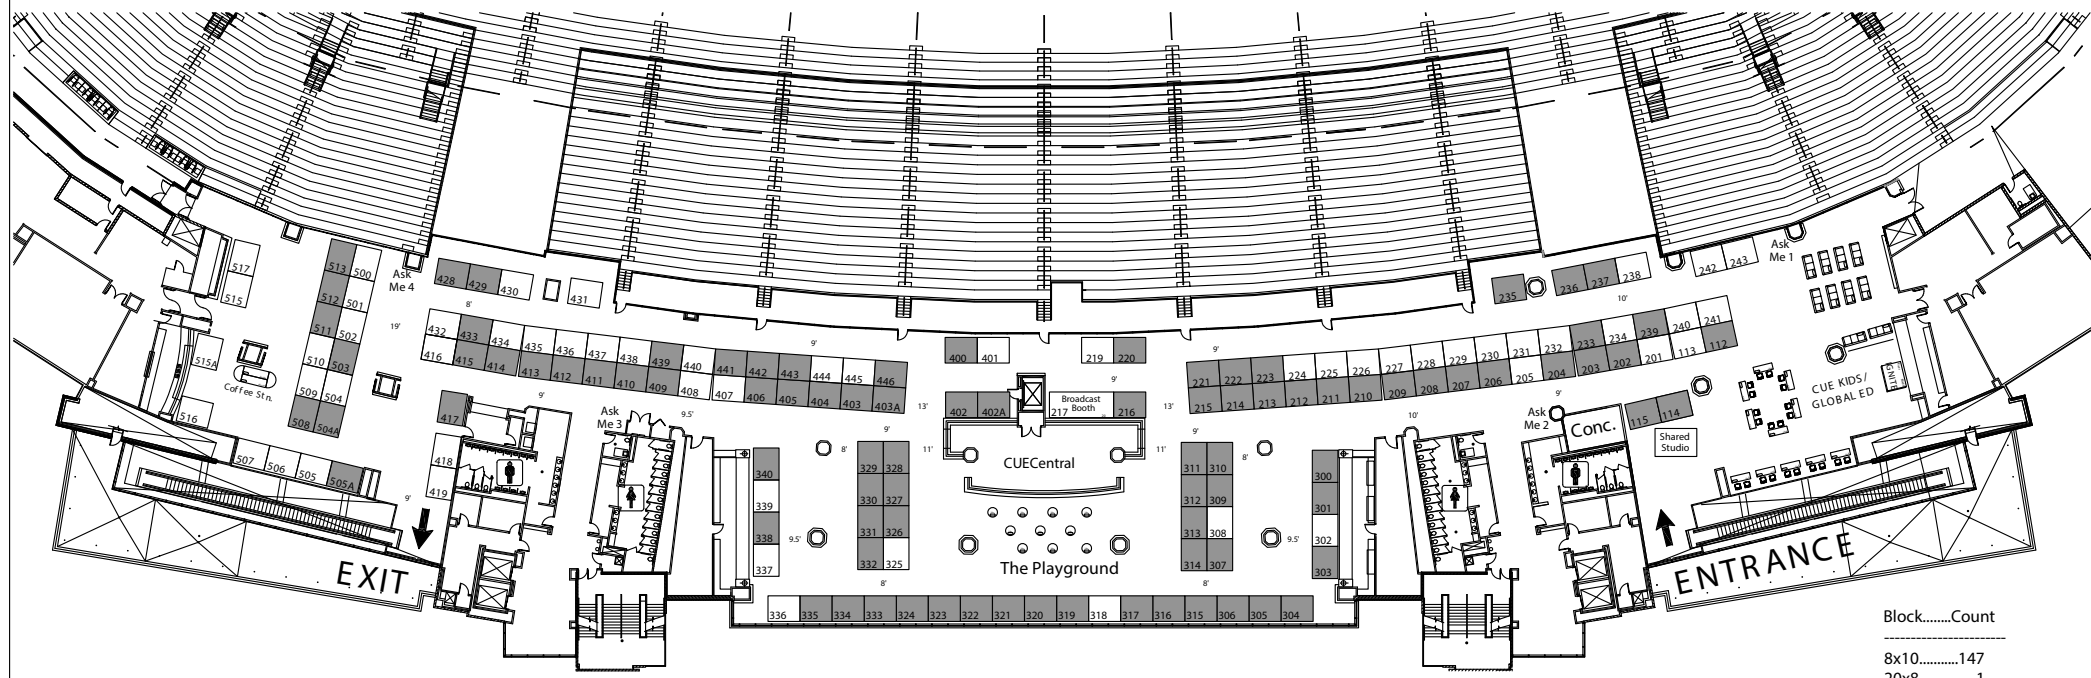 517
515
513 500
512 501
511 502
510 503
509 504
508 504A
515A
Coffee Stn.
516
507 506 505 505A
Ask
Me 4
428 429 430
431
8'
19'
9'
432 433 434 435 436 437 438 439 440 441 442 443 444 445 446
416 415 414 413 412 411 410 409 408 407 406 405 404 403 403A
9'
417
418
419
9'
Ask
Me 3
9.5'
400 401
219 220
9'
402 402A
217 Broadcast
Booth
216
13'
13'
9'
8'
11'
11'
9'
8'
CUECentral
The Playground
340
339
338
337
9.5'
329 328
330 327
331 326
332 325
8'
311 310
312 309
313 308
314 307
8'
300
301
302
303
9.5'
336 335 334 333 324 323 322 321 320 319 318 317 316 315 306 305 304
235
236 237 238
242 243
Ask
Me 1
10'
9'
221 222 223 224 225 226 227 228 229 230 231 232 233 234 239 240 241
215 214 213 212 211 210 209 208 207 206 205 204 203 202 201 113 112
10'
9'
Ask
Me 2
Conc.
115 114
Shared
Studio
CUE KIDS/
GLOBAL ED
EXIT
ENTRANCE
Block........Count
-----------------------
8x10..........147
20x8..............1